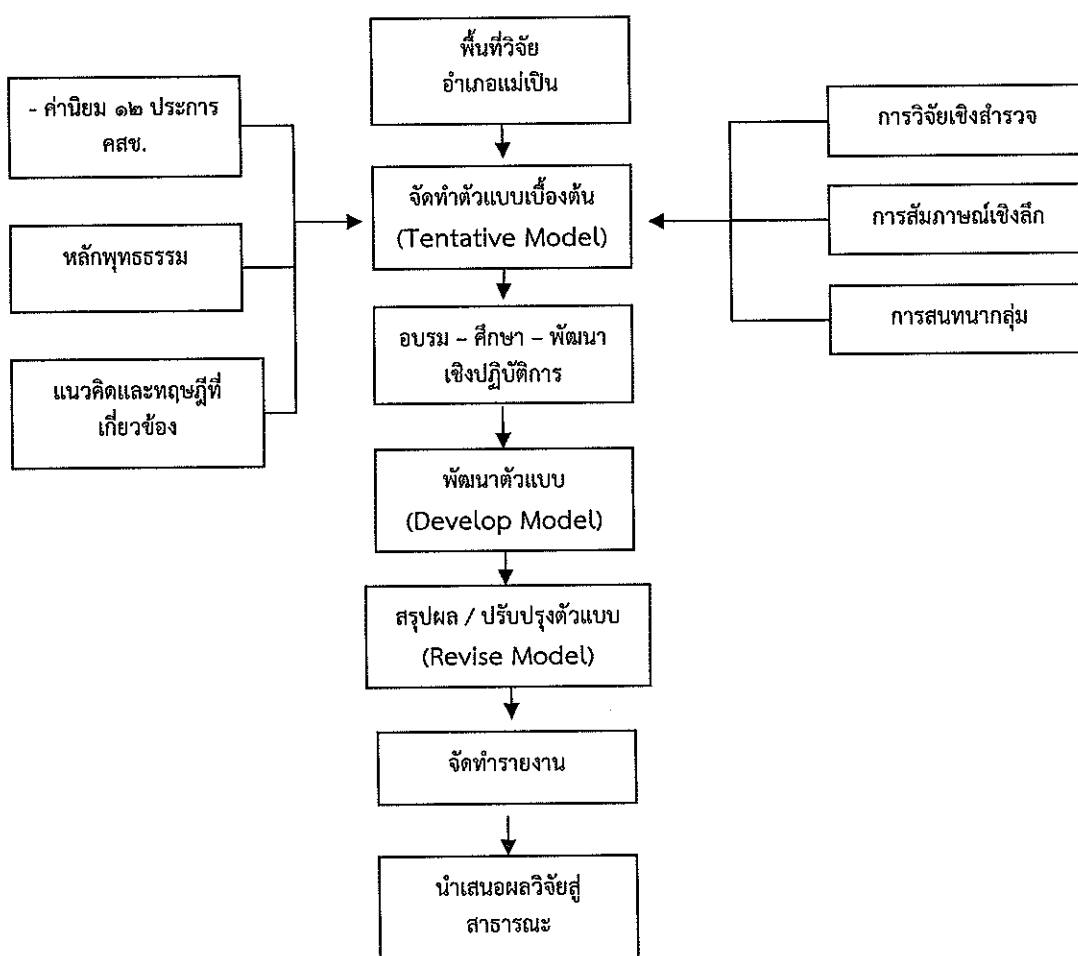 พื้นที่วิจัย
อำเภอแม่เปิน
- ค่านิยม ๑๒ ประการ
คสช.
หลักพุทธธรรม
แนวคิดและทฤษฎีที่
เกี่ยวข้อง
จัดทำตัวแบบเบื้องต้น
(Tentative Model)
การวิจัยเชิงสำรวจ
การสัมภาษณ์เชิงลึก
การสนทนากลุ่ม
อบรม – ศึกษา – พัฒนา
เชิงปฏิบัติการ
พัฒนาตัวแบบ
(Develop Model)
สรุปผล / ปรับปรุงตัวแบบ
(Revise Model)
จัดทำรายงาน
นำเสนอผลวิจัยสู่
สาธารณะ